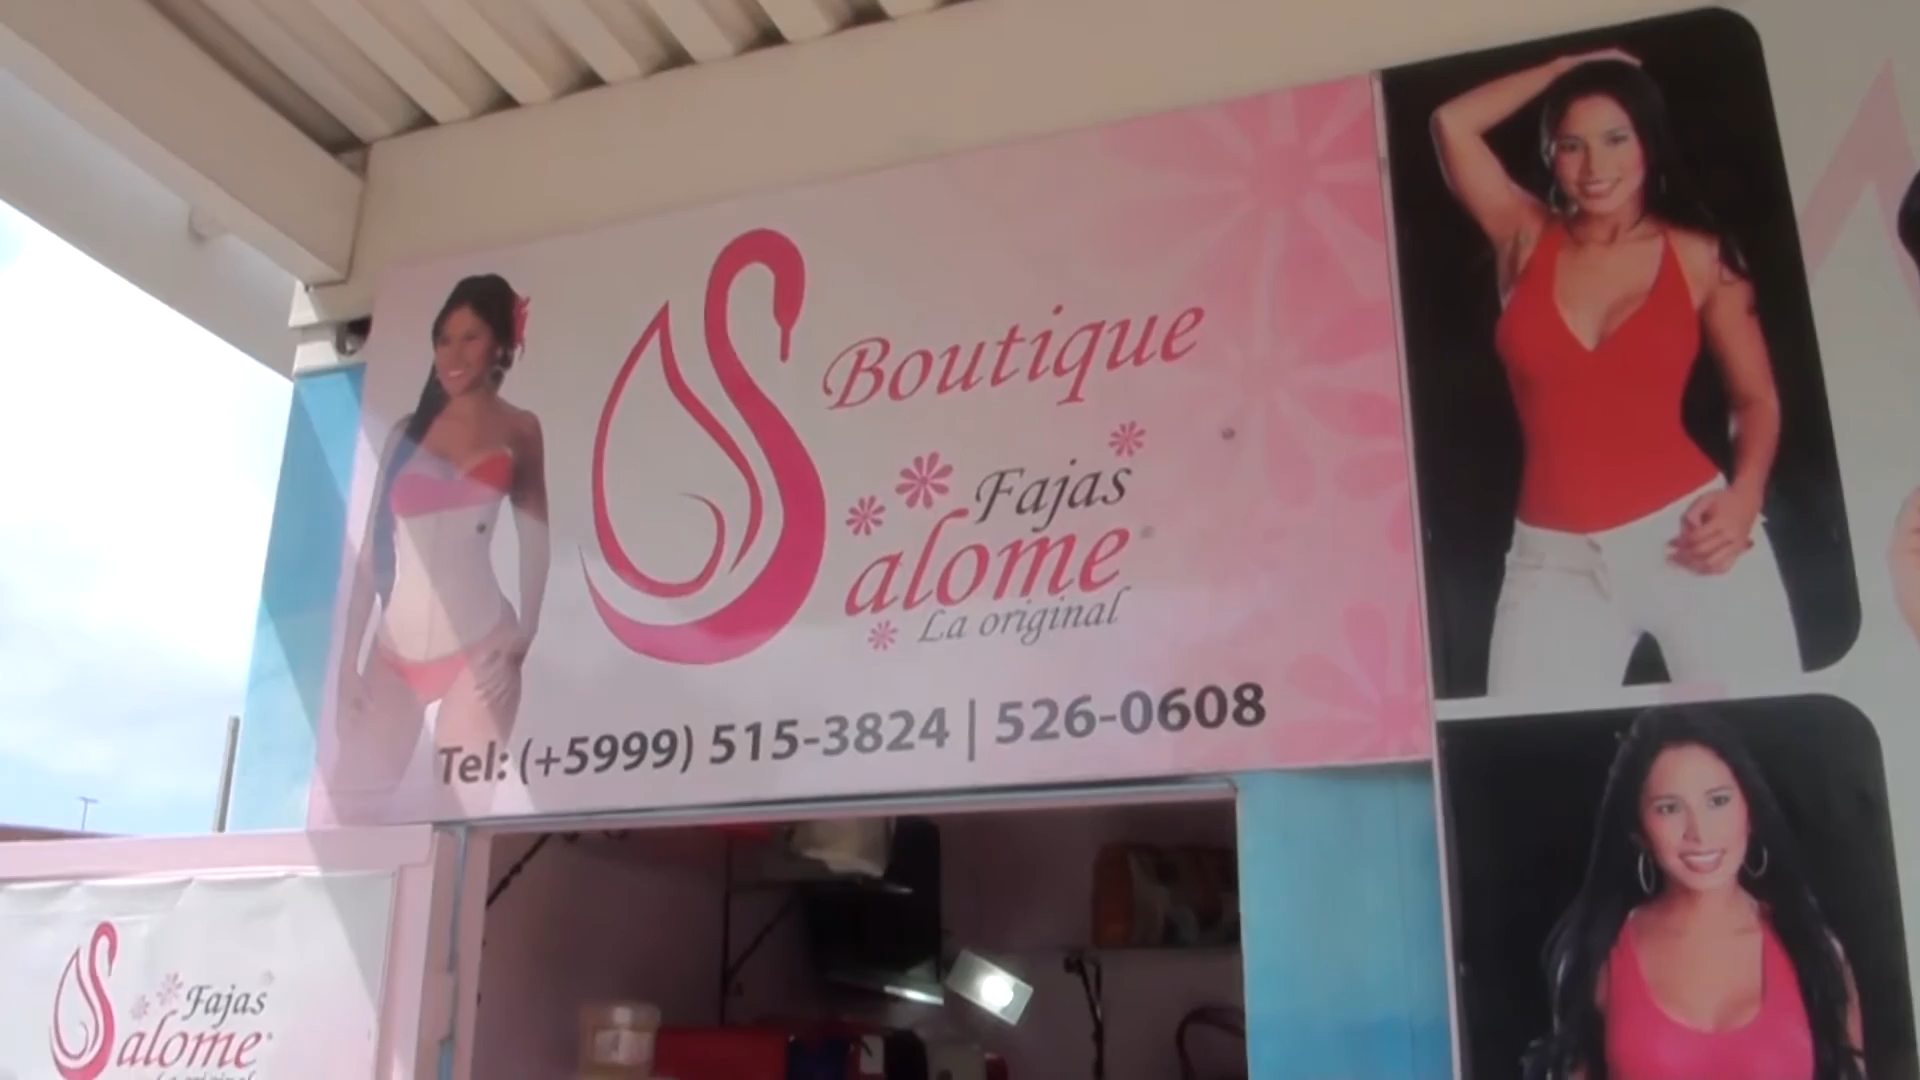 Boutique
Fajas
Salome
La original
Tel: (+5999) 515-3824 | 526-0608
Fajas
Salome